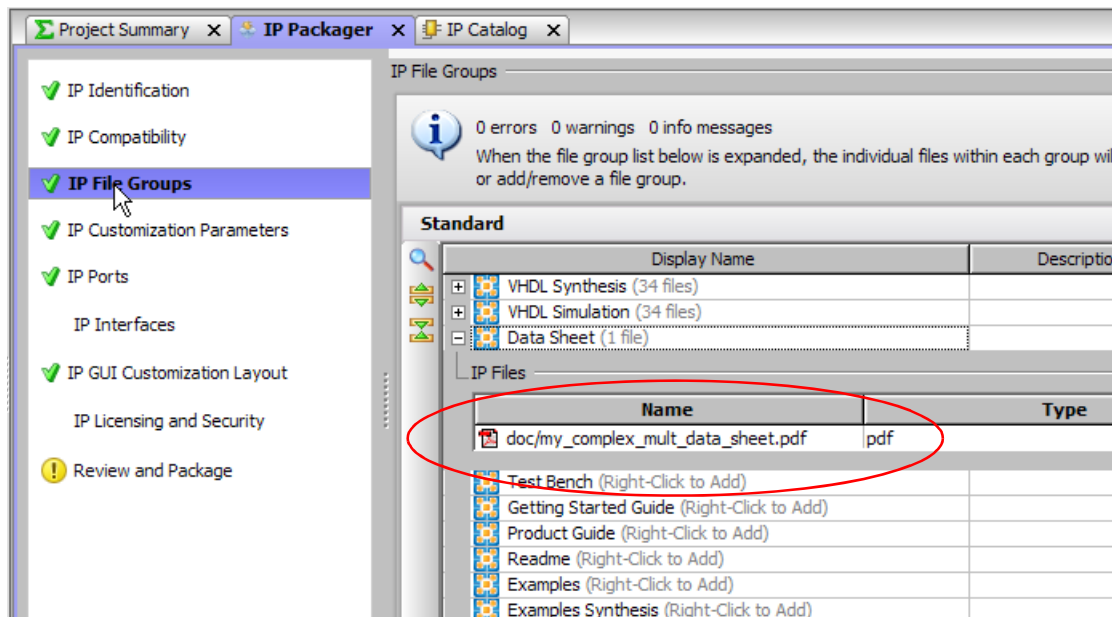 Project Summary
IP Packager
IP Catalog
IP Identification
IP Compatibility
IP File Groups
IP Customization Parameters
IP Ports
IP Interfaces
IP GUI Customization Layout
IP Licensing and Security
Review and Package
IP File Groups
0 errors 0 warnings 0 info messages
When the file group list below is expanded, the individual files within each group wil
or add/remove a file group.
Standard
Display Name
Descriptio
VHDL Synthesis (34 files)
VHDL Simulation (34 files)
Data Sheet (1 file)
IP Files
Name
Type
doc/my_complex_mult_data_sheet.pdf
pdf
Test Bench (Right-Click to Add)
Getting Started Guide (Right-Click to Add)
Product Guide (Right-Click to Add)
Readme (Right-Click to Add)
Examples (Right-Click to Add)
Examples Synthesis (Right-Click to Add)